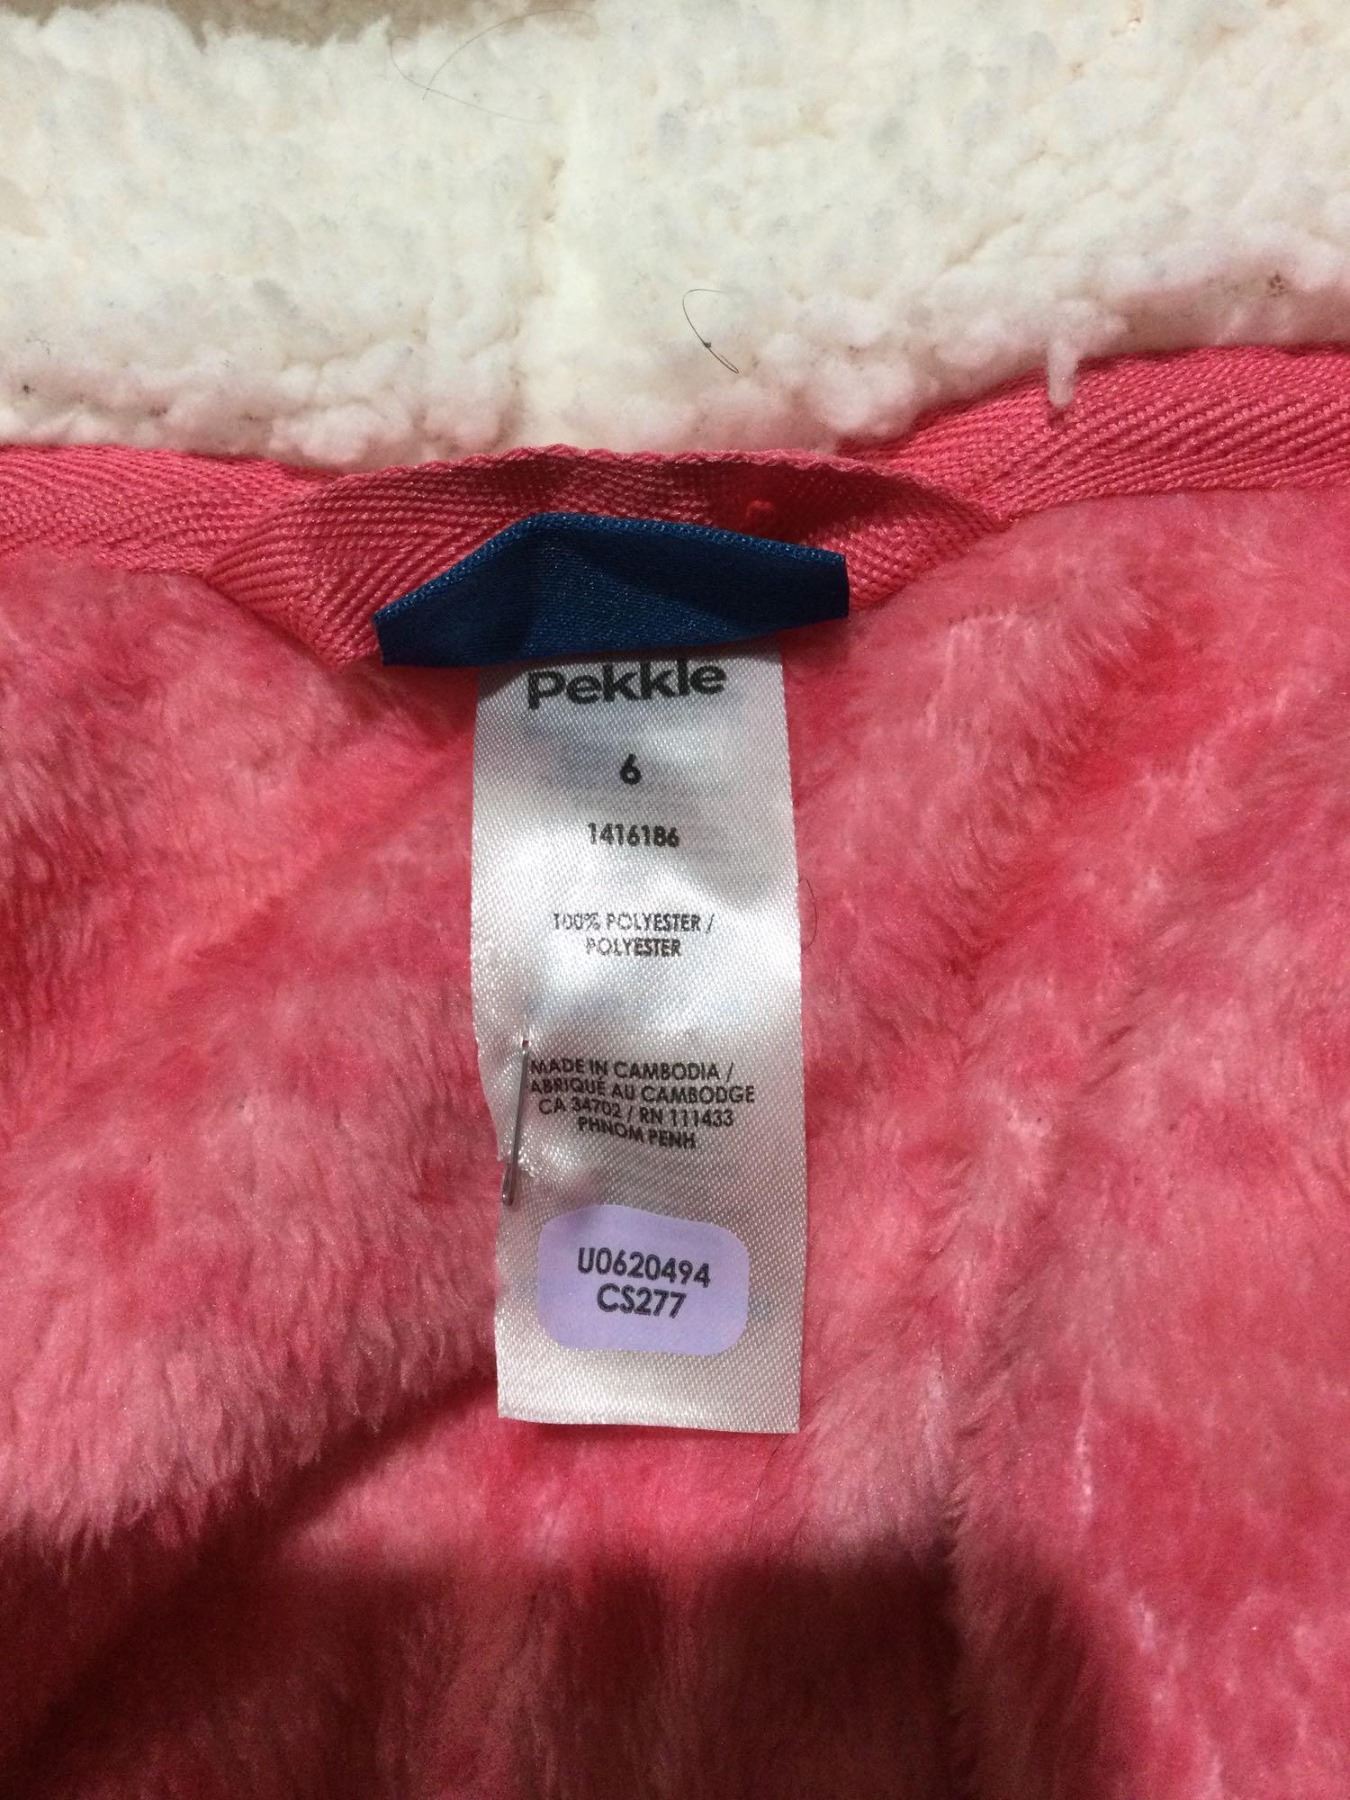 Pekkle
6
1416186
100% POLYESTER /
POLYESTER
MADE IN CAMBODIA /
ABRIQUÉ AU CAMBODGE
CA 34702 / RN 111433
PHNOM PENH
U0620494
CS277